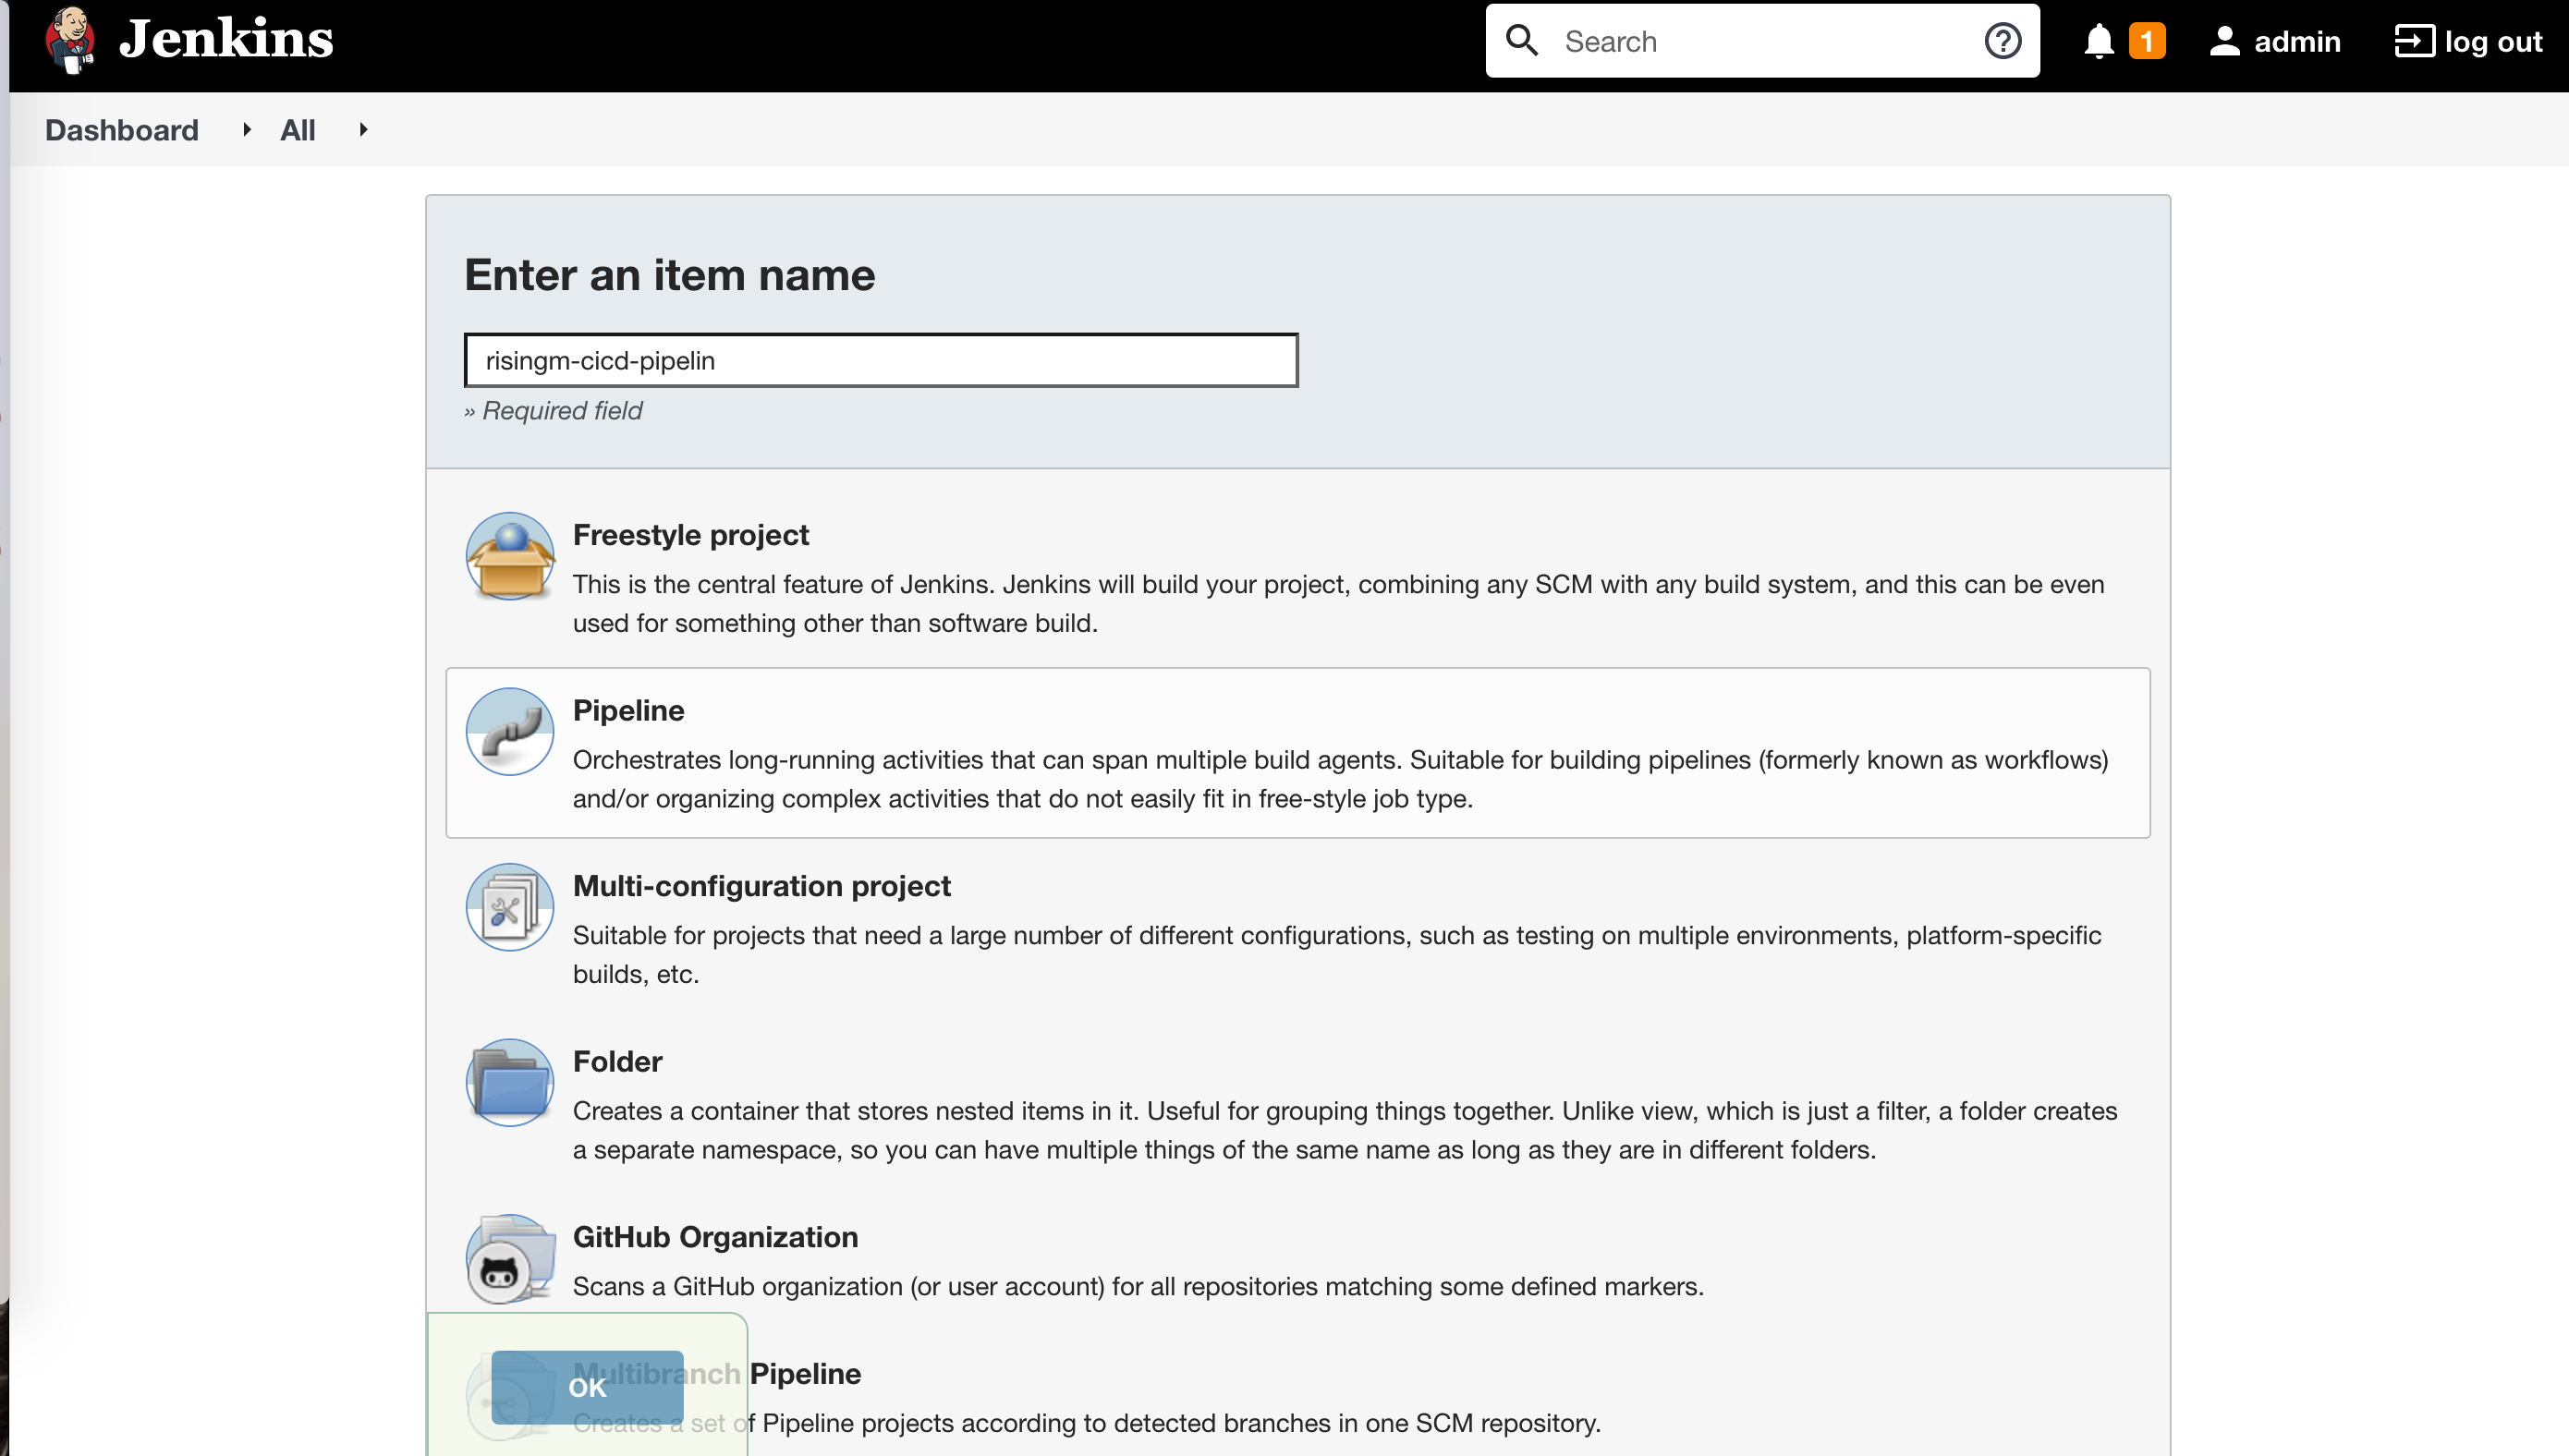 Jenkins
Search
1
admin
log out
Dashboard
All
Enter an item name
risingm-cicd-pipelin
» Required field
Freestyle project
This is the central feature of Jenkins. Jenkins will build your project, combining any SCM with any build system, and this can be even
used for something other than software build.
Pipeline
Orchestrates long-running activities that can span multiple build agents. Suitable for building pipelines (formerly known as workflows)
and/or organizing complex activities that do not easily fit in free-style job type.
Multi-configuration project
Suitable for projects that need a large number of different configurations, such as testing on multiple environments, platform-specific
builds, etc.
Folder
Creates a container that stores nested items in it. Useful for grouping things together. Unlike view, which is just a filter, a folder creates
a separate namespace, so you can have multiple things of the same name as long as they are in different folders.
GitHub Organization
Scans a GitHub organization (or user account) for all repositories matching some defined markers.
Multibranch Pipeline
OK
Creates a set of Pipeline projects according to detected branches in one SCM repository.